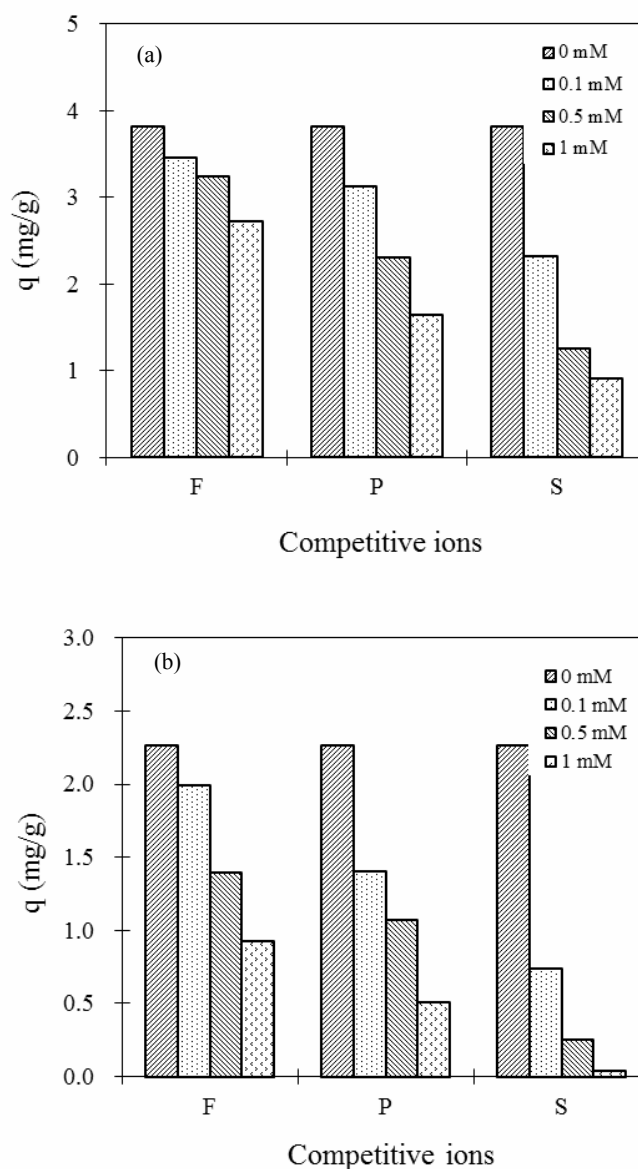 (a)
0 mM
0.1 mM
0.5 mM
1 mM
5
4
3
2
1
0
q (mg/g)
F P S
Competitive ions
(b)
0 mM
0.1 mM
0.5 mM
1 mM
3.0
2.5
2.0
1.5
1.0
0.5
0.0
q (mg/g)
F P S
Competitive ions